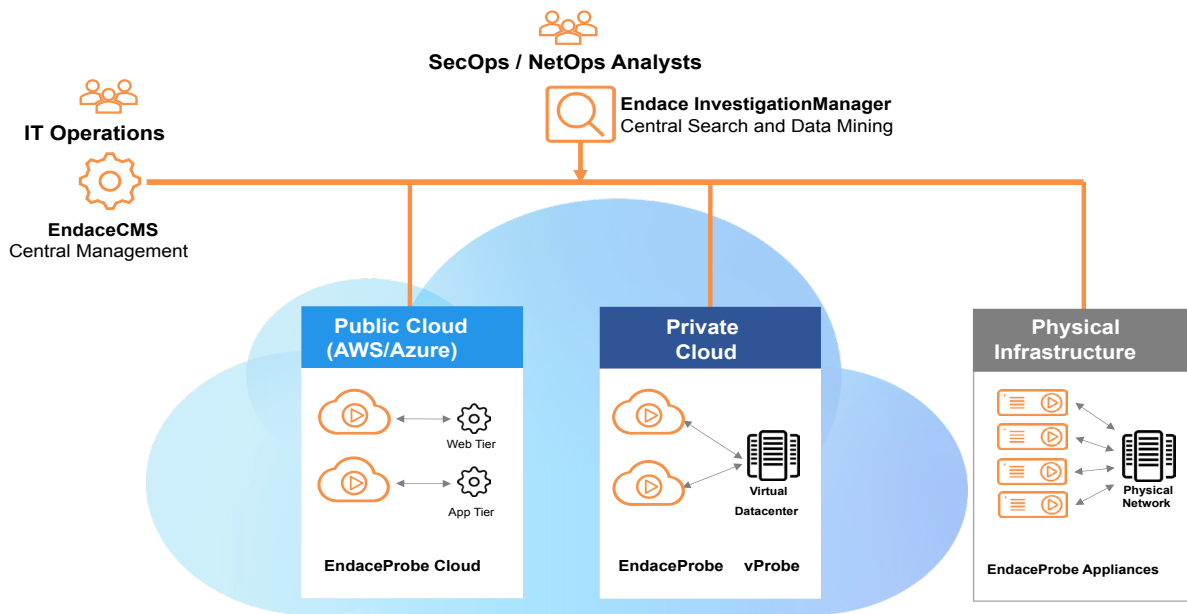 SecOps / NetOps Analysts
Endace InvestigationManager
Central Search and Data Mining
IT Operations
EndaceCMS
Central Management
Public Cloud
(AWS/Azure)
Web Tier
App Tier
EndaceProbe Cloud
Private
Cloud
Virtual
Datacenter
EndaceProbe vProbe
Physical
Infrastructure
Physical
Network
EndaceProbe Appliances